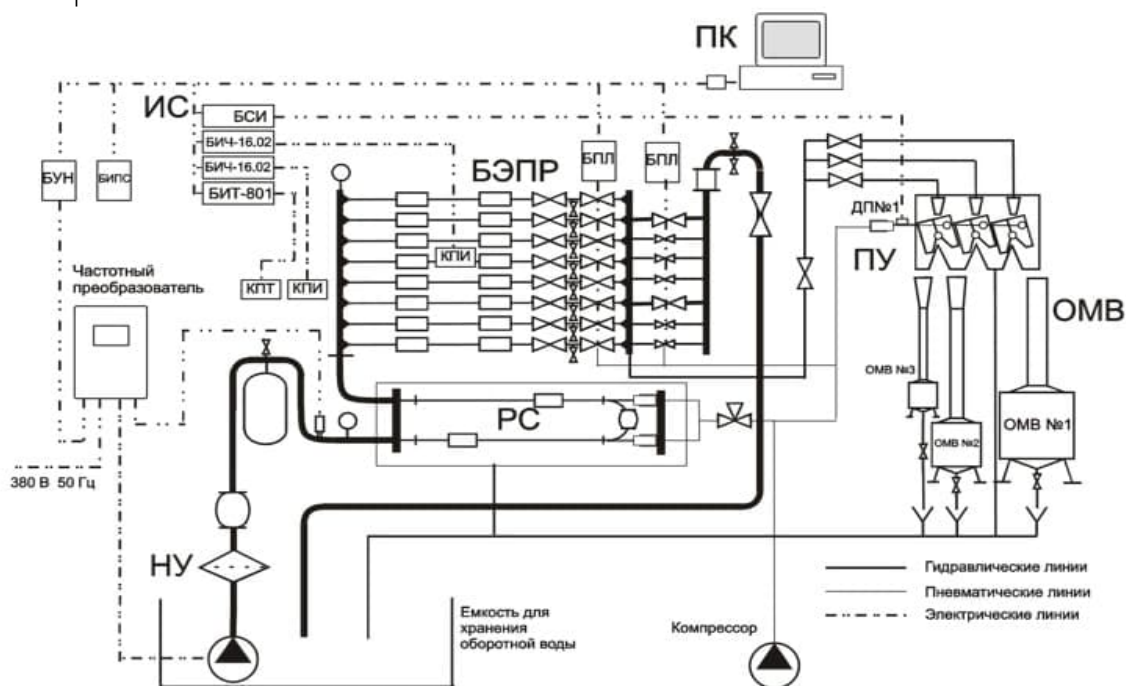 ПК
ИС
БСИ
БИЧ-16.02
БИЧ-16.02
БИТ-801
БУН
БИПС
БЭПР
БПЛ
БПЛ
КПИ
КПТ
КПИ
ДП№1
ПУ
Частотный
преобразователь
ОМВ
ОМВ №3
ОМВ №2
ОМВ №1
РС
380 В 50 Гц
НУ
Емкость для
хранения
оборотной воды
Компрессор
Гидравлические линии
Пневматические линии
Электрические линии